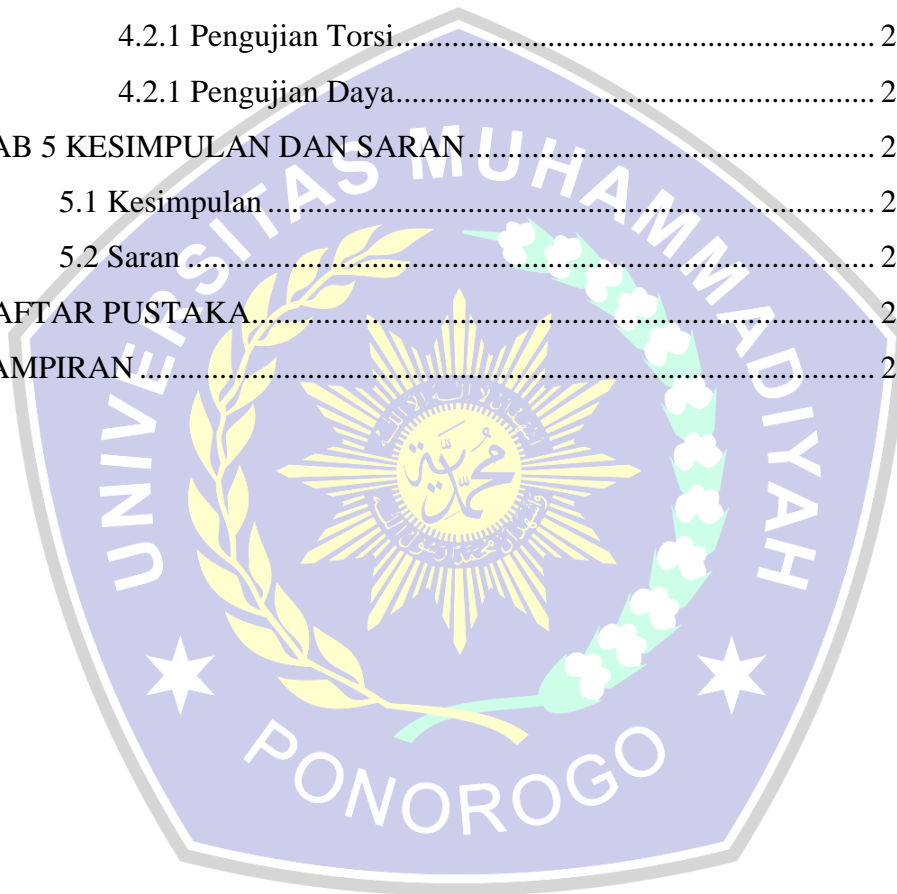 4.2.1 Pengujian Torsi........................................................... 2
4.2.1 Pengujian Daya........................................................... 2
AB 5 KESIMPULAN DAN SARAN.................................................. 2
5.1 Kesimpulan........................................................................... 2
5.2 Saran..................................................................................... 2
AFTAR PUSTAKA............................................................................. 2
AMPIRAN........................................................................................... 2
UNIVERSITAS MUHAMMADIYAH
محمدية
PONOROGO